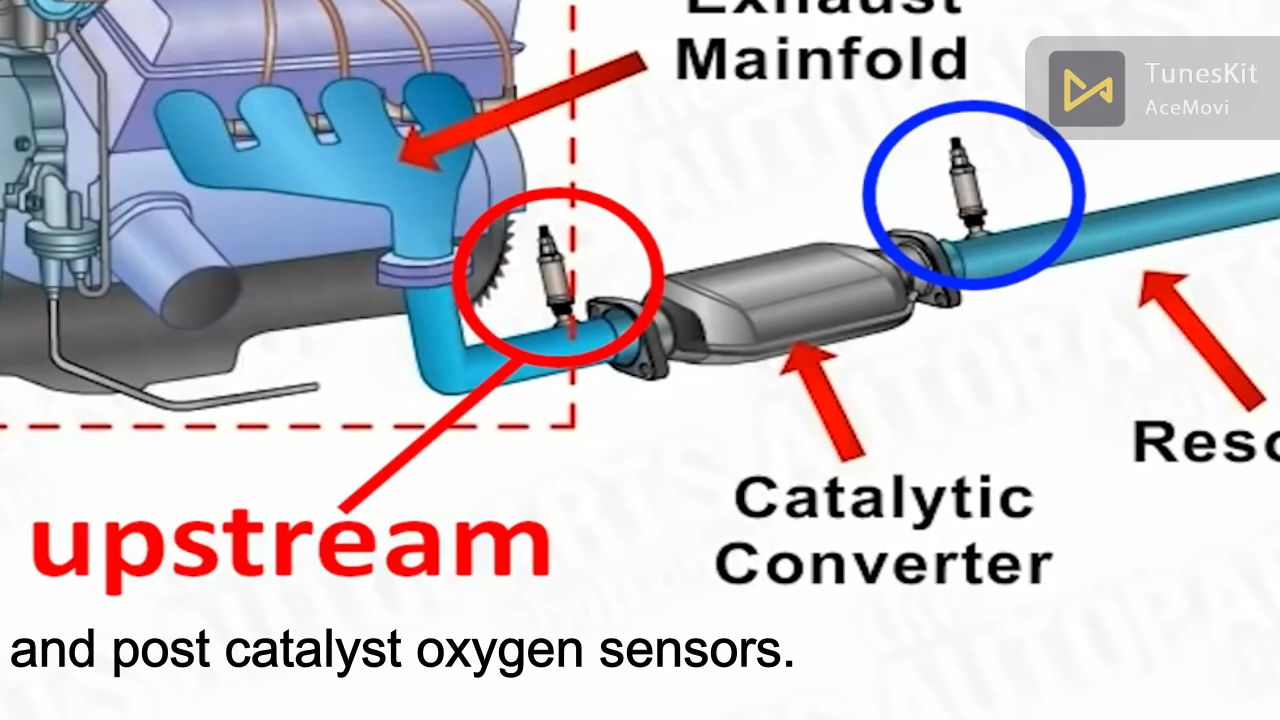 Exhaust
Mainfold
TunesKit
AceMovi
Catalytic
Converter
upstream
and post catalyst oxygen sensors.